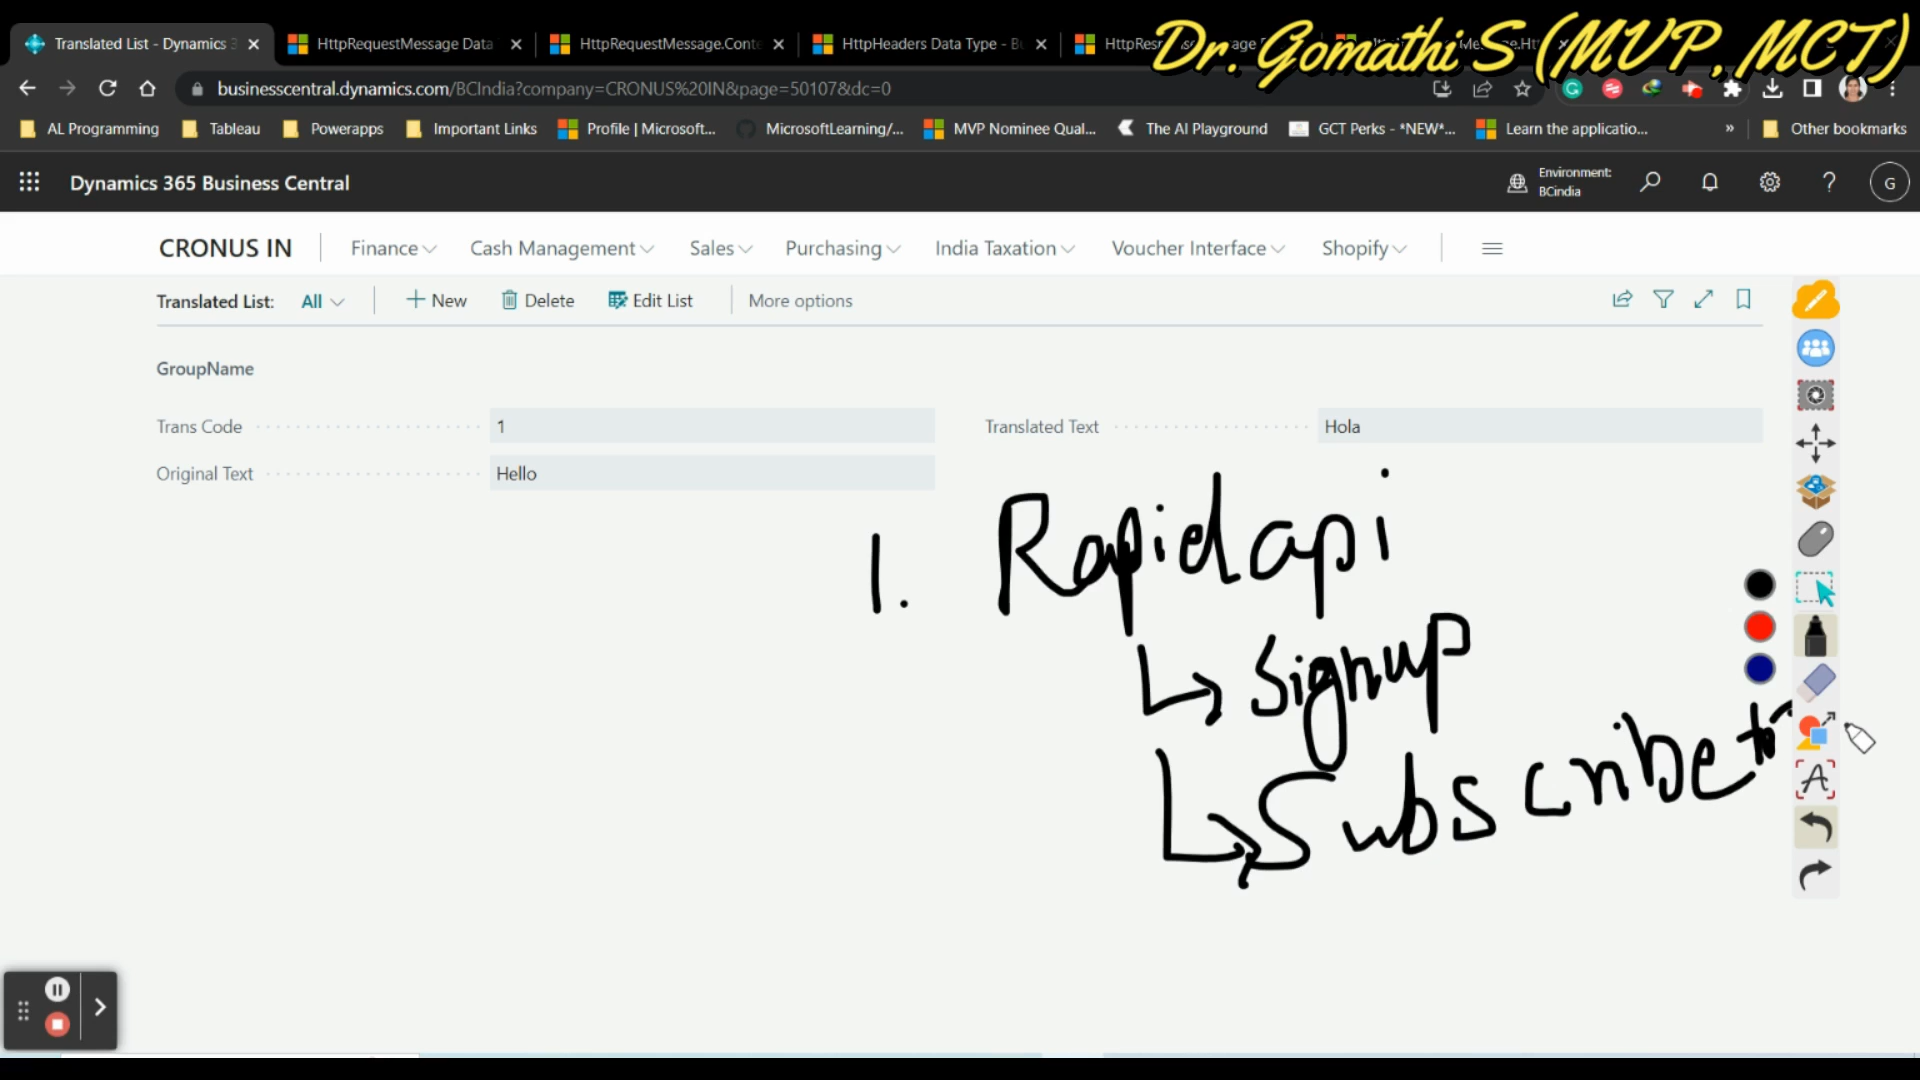 Dr. Gomathi S (MVP, MCT)
Translated List - Dynamics 3
HttpRequestMessage Data
HttpRequestMessage.Conte
HttpHeaders Data Type - Bu
businesscentral.dynamics.com/BCIndia?company=CRONUS%20IN&page=50107&dc=0
AL Programming Tableau Powerapps Important Links Profile | Microsoft... MicrosoftLearning/... MVP Nominee Qual... The AI Playground GCT Perks - *NEW*... Learn the applicatio... » Other bookmarks
Dynamics 365 Business Central
Environment:
BCindia
G
CRONUS IN Finance Cash Management Sales Purchasing India Taxation Voucher Interface Shopify
Translated List: All + New Delete Edit List More options
GroupName
Trans Code 1 Translated Text Hola
Original Text Hello
1. Rapidapi
Signup
Subscribe to